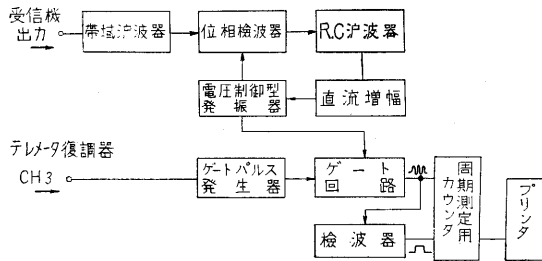 受信機
出力
帯域沪波器
位相検波器
R.C沪波器
電圧制御型
発振器
直流増幅
テレメータ復調器
CH3
ゲートパルス
発生器
ゲート
回路
検波器
周期測定用
カウンタ
プリンタ